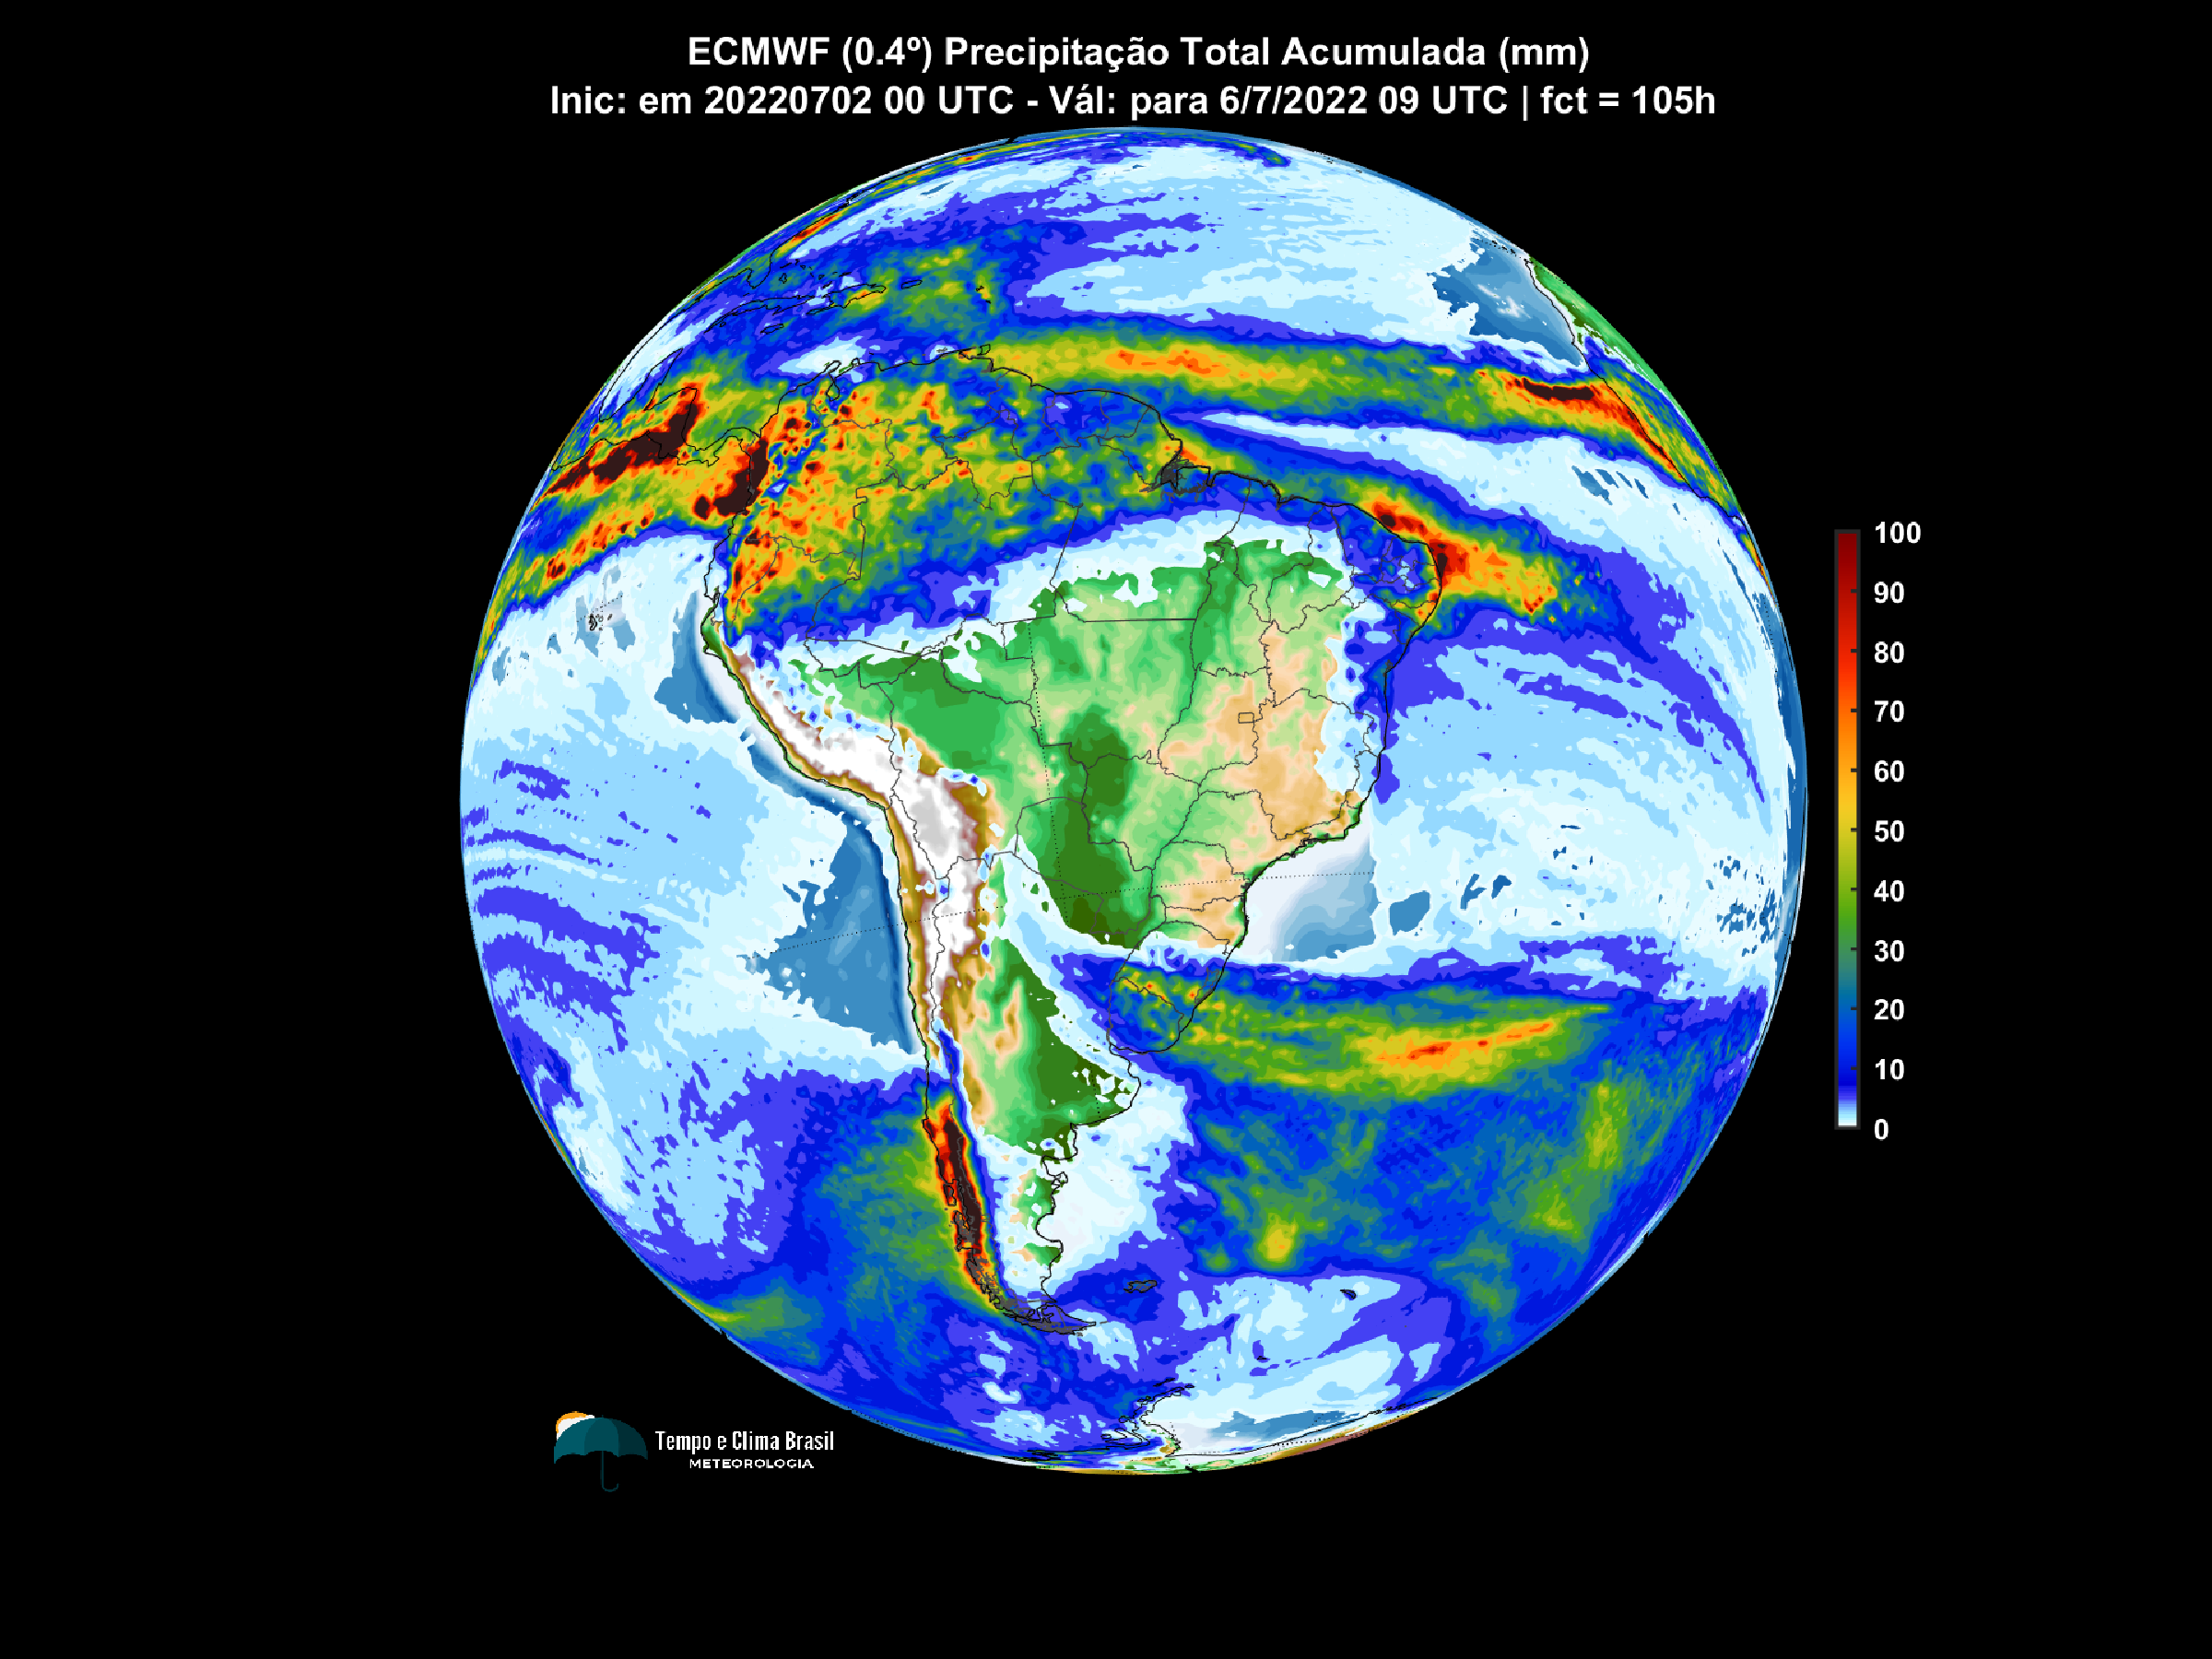 ECMWF (0.4º) Precipitação Total Acumulada (mm)
Inic: em 20220702 00 UTC - Vál: para 6/7/2022 09 UTC | fct = 105h
100
90
80
70
60
50
40
30
20
10
0
Tempo e Clima Brasil
METEOROLOGIA